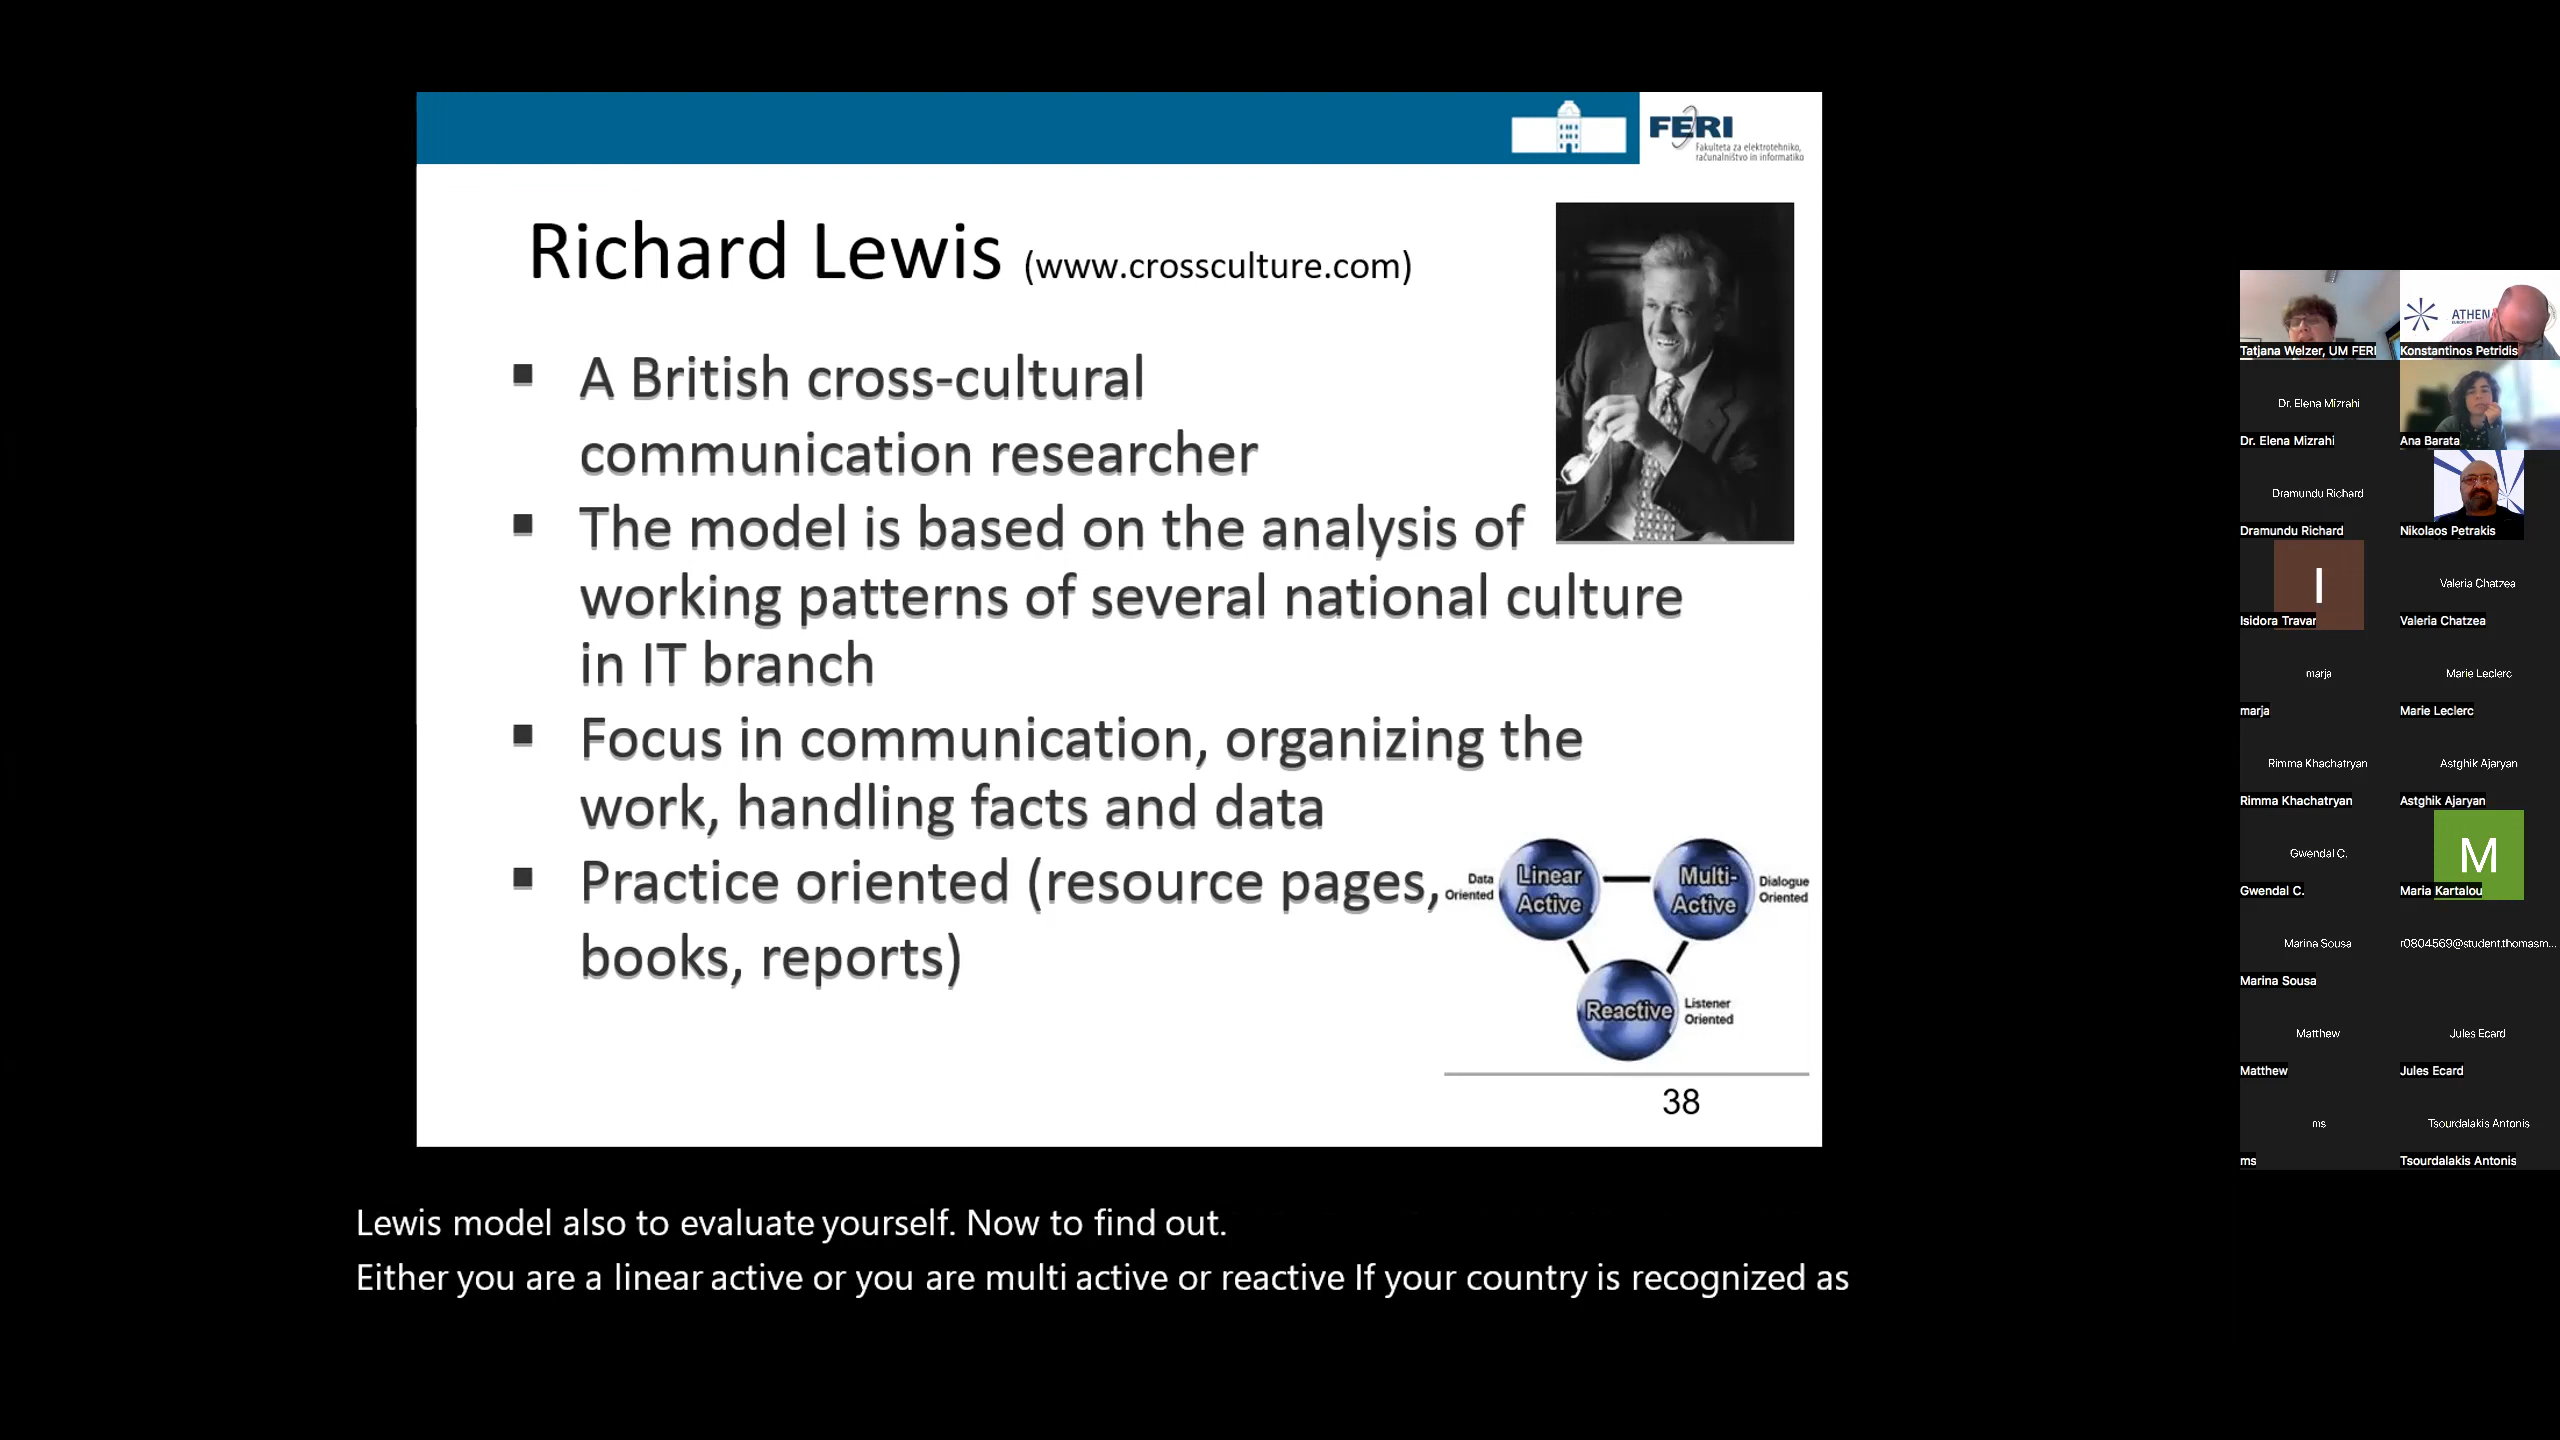 FERI
Fakulteta za elektrotehniko,
računalništvo in informatiko
Richard Lewis (www.crossculture.com)
▪ A British cross-cultural
communication researcher
▪ The model is based on the analysis of
working patterns of several national culture
in IT branch
▪ Focus in communication, organizing the
work, handling facts and data
▪ Practice oriented (resource pages,
books, reports)
Data
Oriented
Linear
Active
Multi-
Active
Dialogue
Oriented
Reactive
Listener
Oriented
38
Lewis model also to evaluate yourself. Now to find out.
Either you are a linear active or you are multi active or reactive If your country is recognized as
Tatjana Welzer, UM FERI
ATHEN
Konstantinos Petridis
Dr. Elena Mizrahi
Dr. Elena Mizrahi
Ana Barata
Dramundu Richard
Dramundu Richard
Nikolaos Petrakis
I
Isidora Travar
Valeria Chatzea
Valeria Chatzea
marja
marja
Marie Leclerc
Marie Leclerc
Rimma Khachatryan
Rimma Khachatryan
Astghik Ajaryan
Astghik Ajaryan
Gwendal C.
Gwendal C.
M
Maria Kartalou
Marina Sousa
Marina Sousa
r0804569@student.thomasm...
Matthew
Matthew
Jules Ecard
Jules Ecard
ms
ms
Tsourdalakis Antonis
Tsourdalakis Antonis